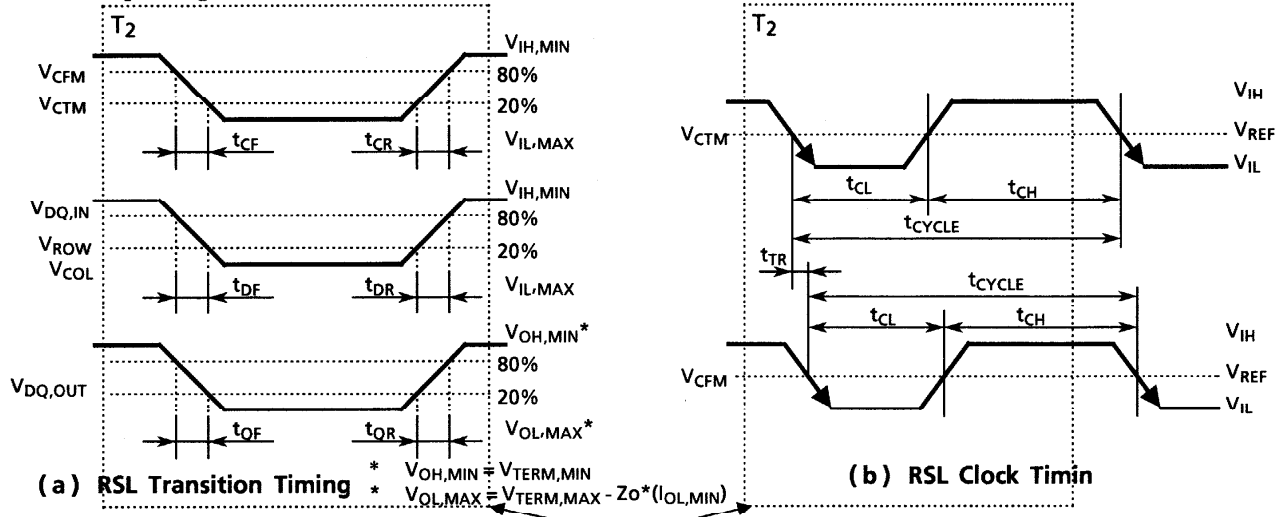 T2
VIH,MIN
VCFM
80%
VCTM
20%
tCF
tCR
VIL,MAX
VIH,MIN
VDQ,IN
80%
VROW
20%
VCOL
tDF
tDR
VIL,MAX
VOH,MIN*
80%
VDQ,OUT
20%
tQF
tQR
VOL,MAX*
(a) RSL Transition Timing
* VOH,MIN = VTERM,MIN
* VOL,MAX = VTERM,MAX - Zo*(IOL,MIN)
T2
VIH
VCTM
VREF
VIL
tCL
tCH
tCYCLE
tTR
tCYCLE
tCL
tCH
VIH
VCFM
VREF
VIL
(b) RSL Clock Timin